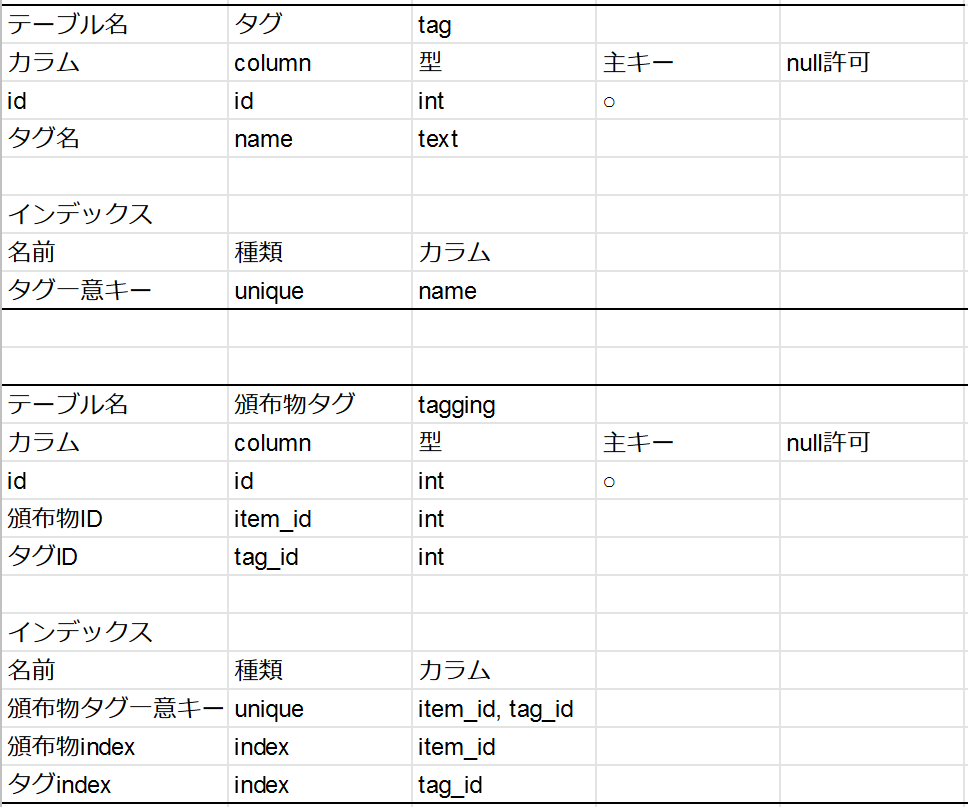 テーブル名 タグ tag
カラム column 型 主キー null許可
id id int ○
タグ名 name text
インデックス
名前 種類 カラム
タグ一意キー unique name
テーブル名 頒布物タグ tagging
カラム column 型 主キー null許可
id id int ○
頒布物ID item_id int
タグID tag_id int
インデックス
名前 種類 カラム
頒布物タグ一意キー unique item_id, tag_id
頒布物index index item_id
タグindex index tag_id